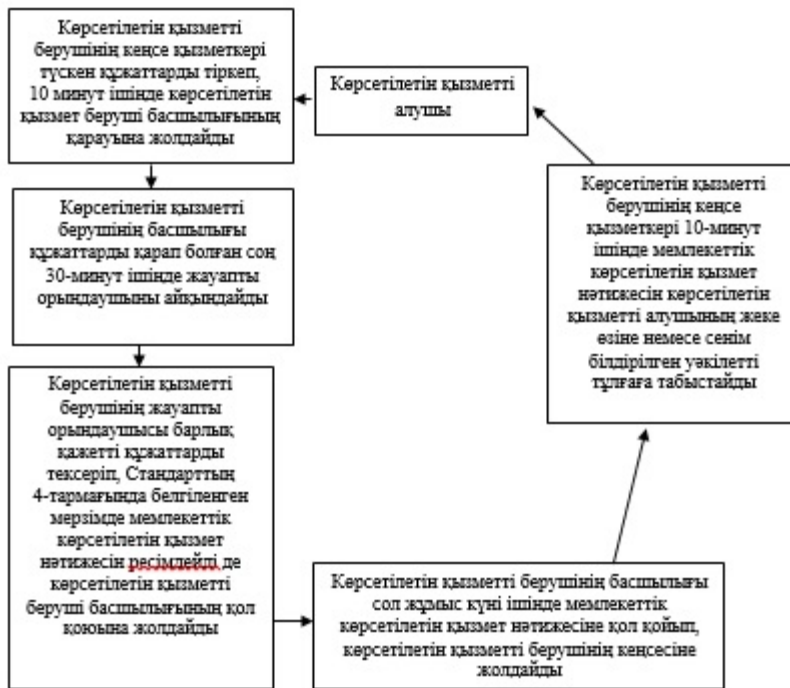 Көрсетілетін қызметті
берушінің кеңсе қызметкері
түскен құжаттарды тіркеп,
10 минут ішінде көрсетілетін
қызмет беруші басшылығының
қарауына жолдайды
Көрсетілетін қызметті
алушы
Көрсетілетін қызметті
берушінің басшылығы
құжаттарды қарап болған соң
30-минут ішінде жауапты
орындаушыны айқындайды
Көрсетілетін қызметті
берушінің жауапты
орындаушысы барлық
қажетті құжаттарды
тексеріп, Стандарттың
4-тармағында белгіленген
мерзімде мемлекеттік
көрсетілетін қызмет
нәтижесін ресімдейді де
көрсетілетін қызметті
беруші басшылығының қол
қоюына жолдайды
Көрсетілетін қызметті берушінің басшылығы
сол жұмыс күні ішінде мемлекеттік
көрсетілетін қызмет нәтижесіне қол қойып,
көрсетілетін қызметті берушінің кеңсесіне
жолдайды
Көрсетілетін қызметті
берушінің кеңсе
қызметкері 10-минут
ішінде мемлекеттік
көрсетілетін қызмет
нәтижесін көрсетілетін
қызметті алушының жеке
өзіне немесе сенім
білдірілген уәкілетті
тұлғаға табыстайды